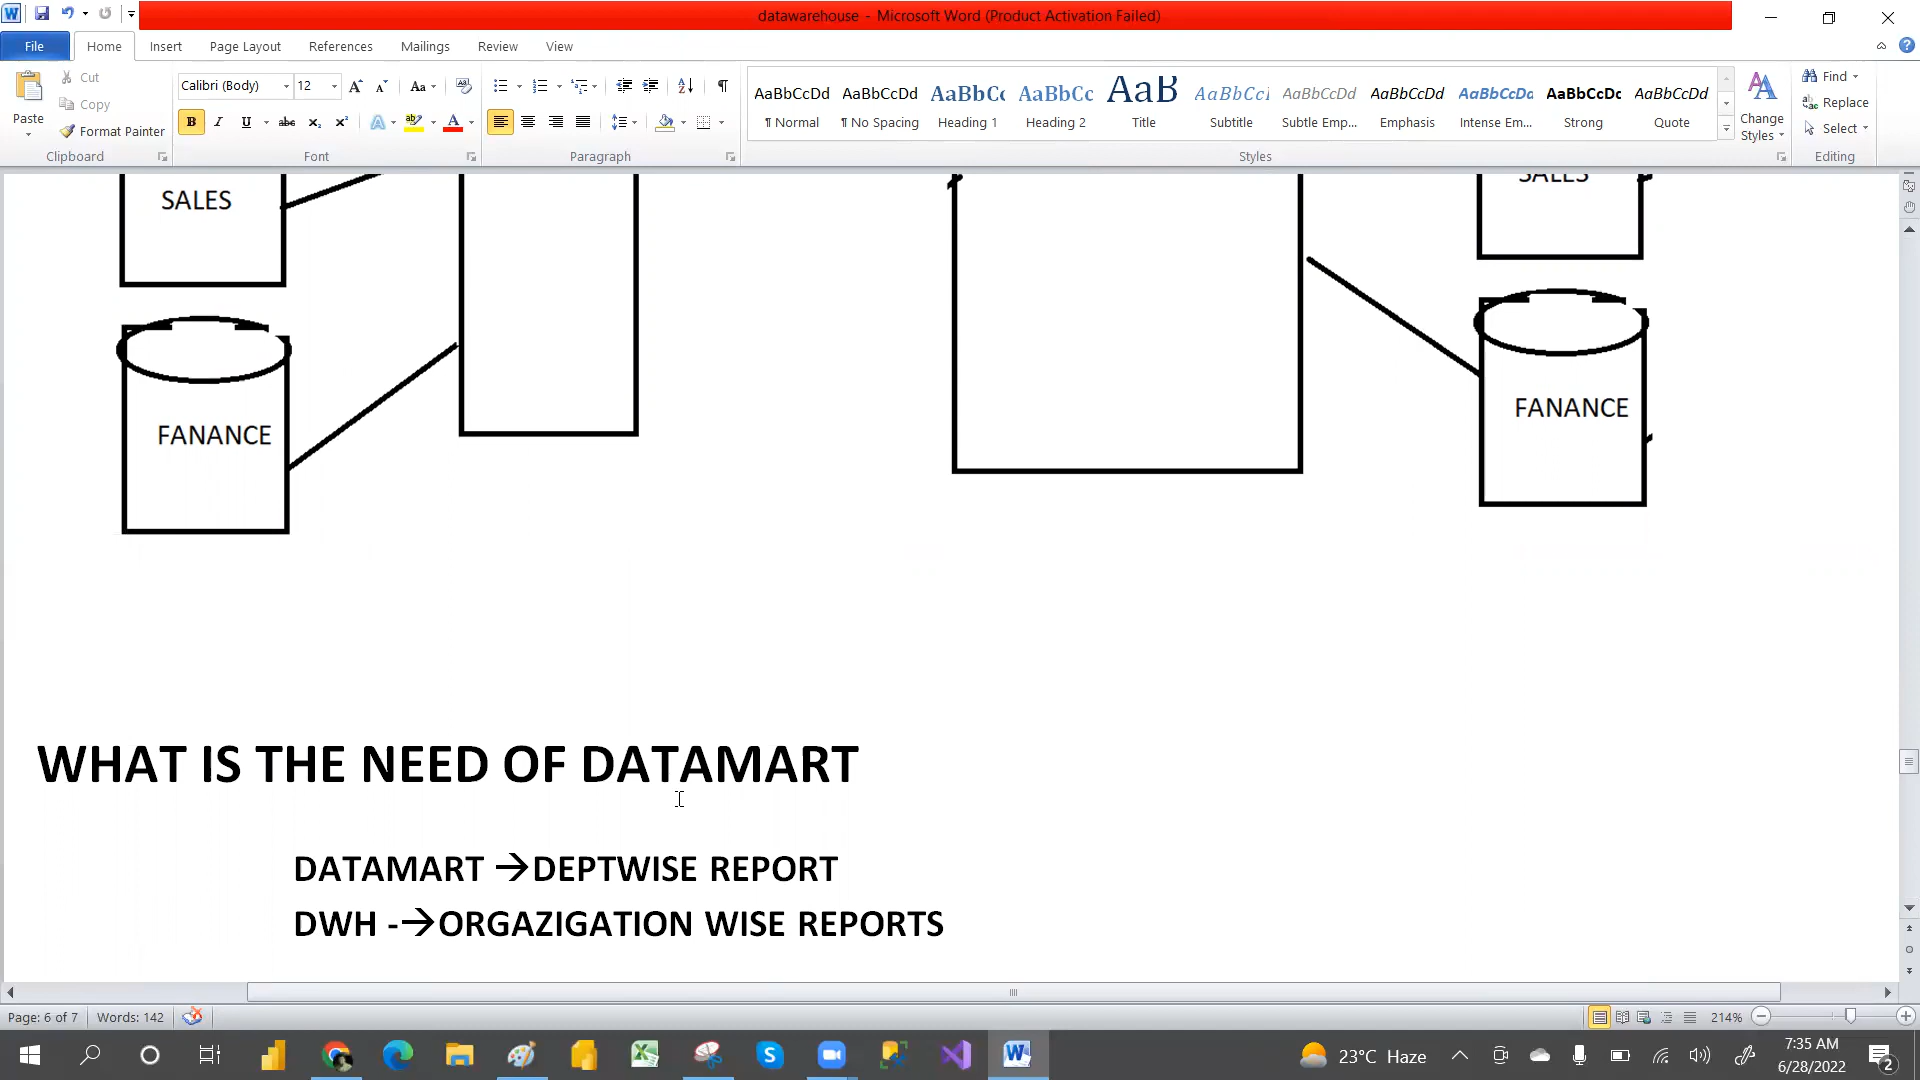 datawarehouse - Microsoft Word (Product Activation Failed)
File Home Insert Page Layout References Mailings Review View
Cut
Copy
Format Painter
Paste
Clipboard
Calibri (Body) 12
Font
Paragraph
AaBbCcDd AaBbCcDd AaBbCc AaBbCc AaB AaBbCcI AaBbCcDd AaBbCcDd AaBbCcDd AaBbCcDc AaBbCcDd
¶ Normal ¶ No Spacing Heading 1 Heading 2 Title Subtitle Subtle Emp... Emphasis Intense Em... Strong Quote
Styles
Change Styles
Find
Replace
Select
Editing
SALES
SALES
FANANCE
FANANCE
WHAT IS THE NEED OF DATAMART
DATAMART →DEPTWISE REPORT
DWH -→ORGAZIGATION WISE REPORTS
Page: 6 of 7 Words: 142
214%
23°C Haze
7:35 AM
6/28/2022
2